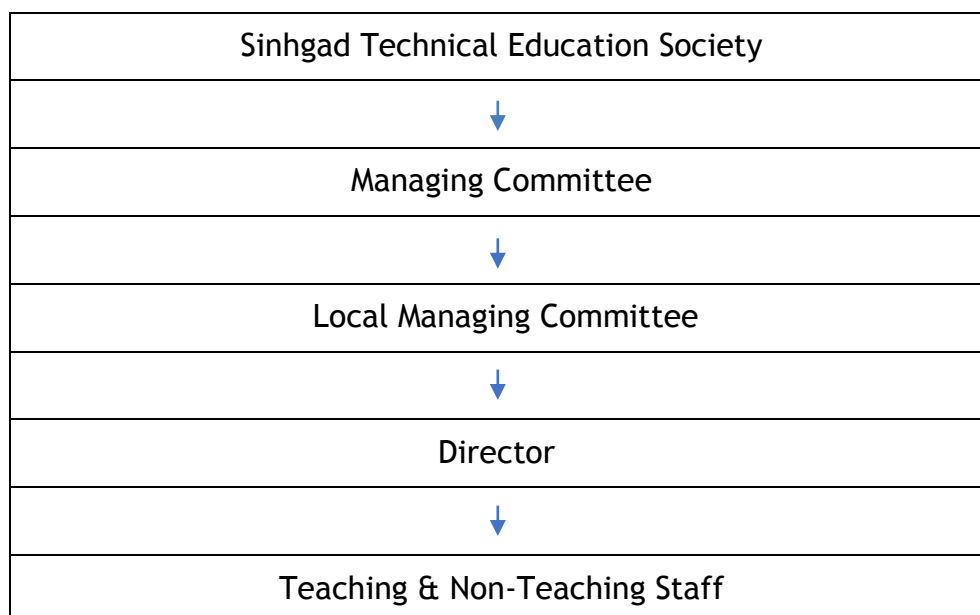 Sinhgad Technical Education Society
Managing Committee
Local Managing Committee
Director
Teaching & Non-Teaching Staff